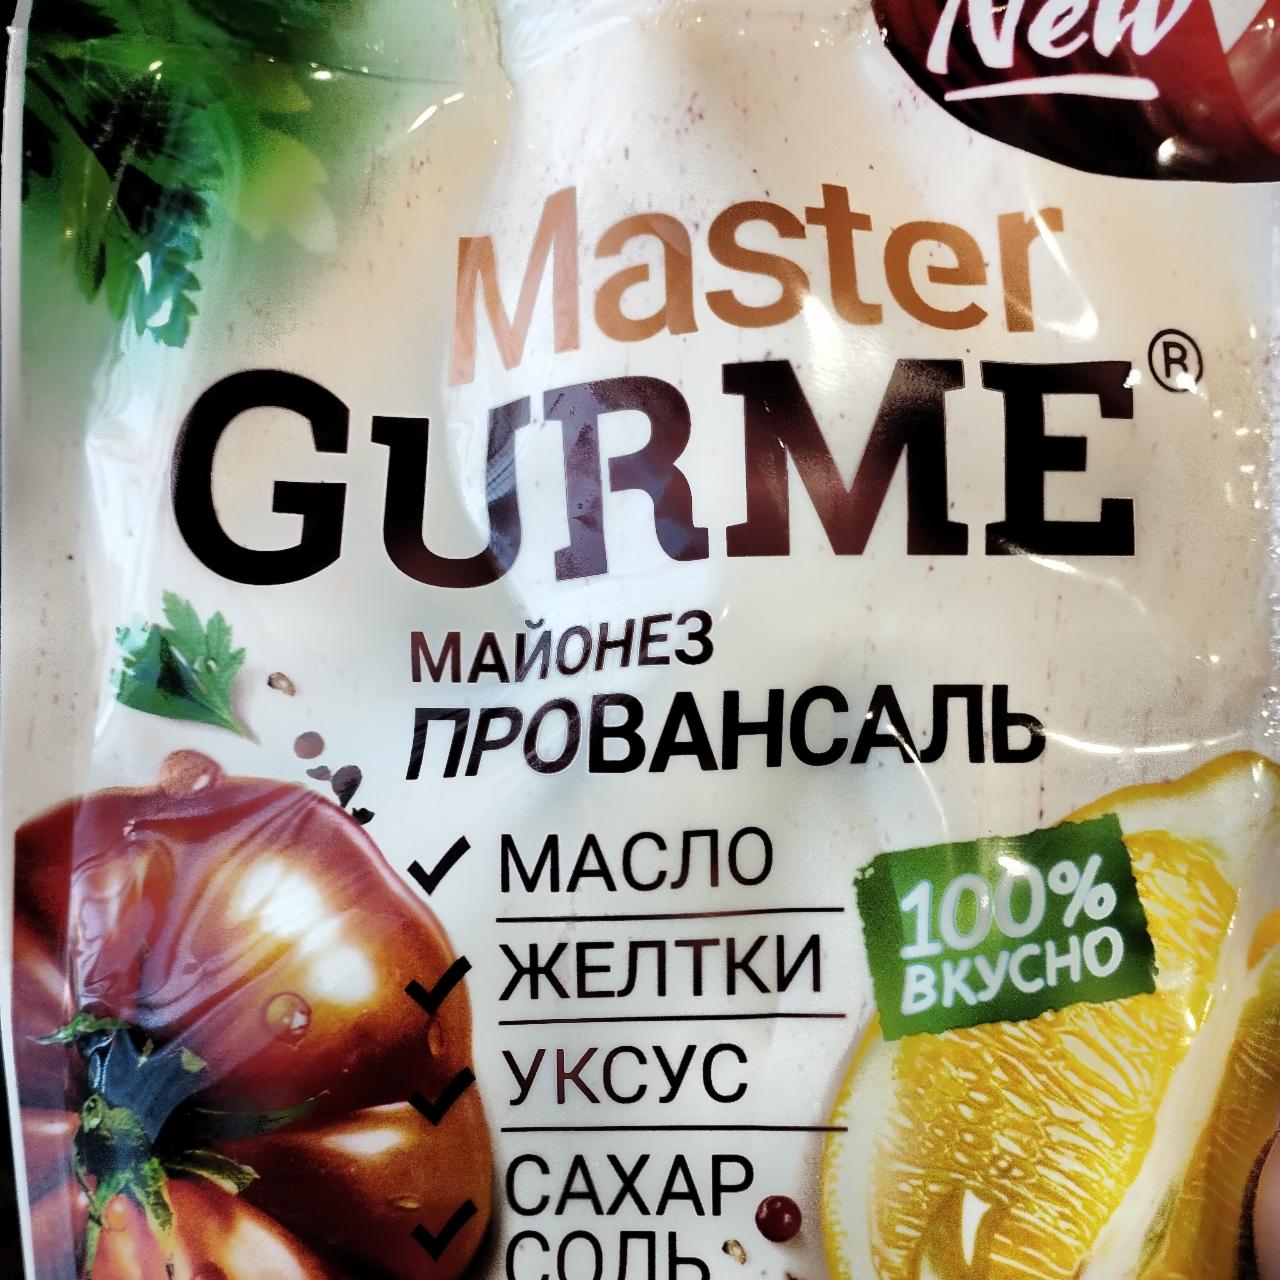 New
Master
GURME®
МАЙОНЕЗ
ПРОВАНСАЛЬ
МАСЛО
ЖЕЛТКИ
УКСУС
САХАР
СОЛЬ
100%
ВКУСНО